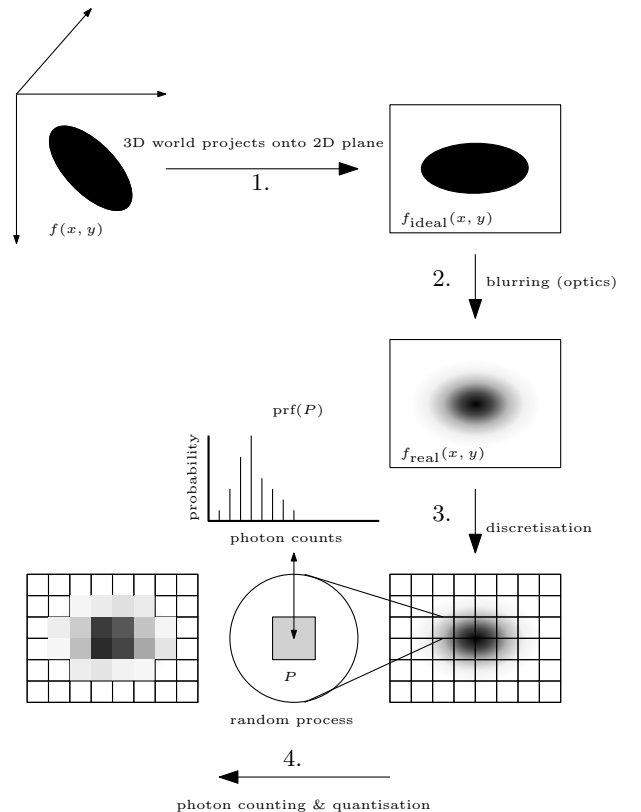 3D world projects onto 2D plane
1.
f(x, y)
f_ideal(x, y)
2.
blurring (optics)
prf(P)
f_real(x, y)
probability
3.
discretisation
photon counts
P
random process
4.
photon counting & quantisation